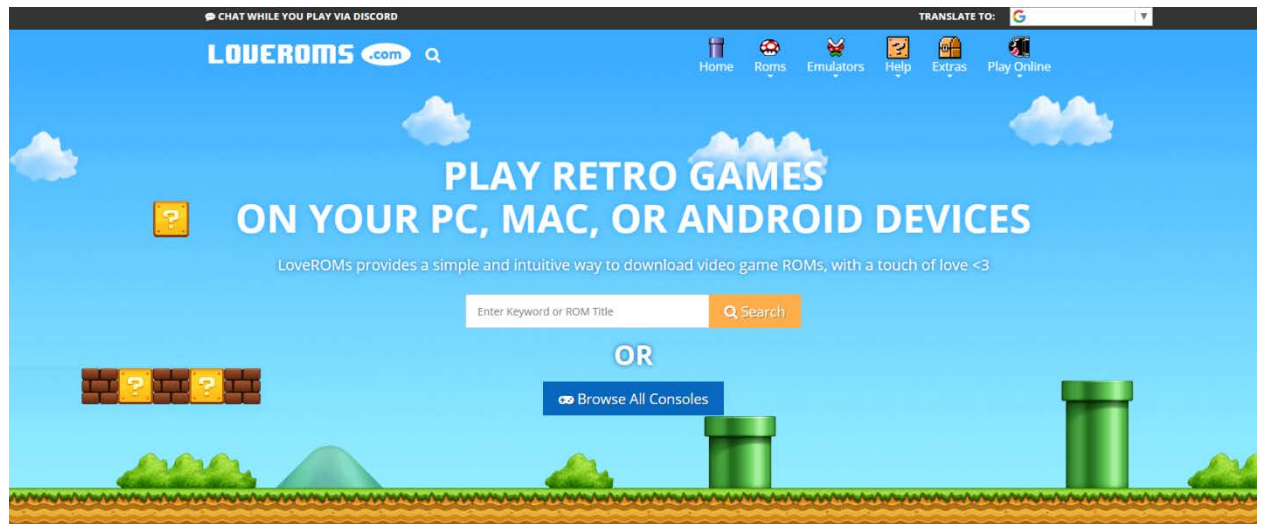 CHAT WHILE YOU PLAY VIA DISCORD
TRANSLATE TO: G
LOVEROMS .com
Home Roms Emulators Help Extras Play Online
PLAY RETRO GAMES
ON YOUR PC, MAC, OR ANDROID DEVICES
LoveROMs provides a simple and intuitive way to download video game ROMs, with a touch of love <3
Enter Keyword or ROM Title Search
OR
Browse All Consoles
? 
? ?